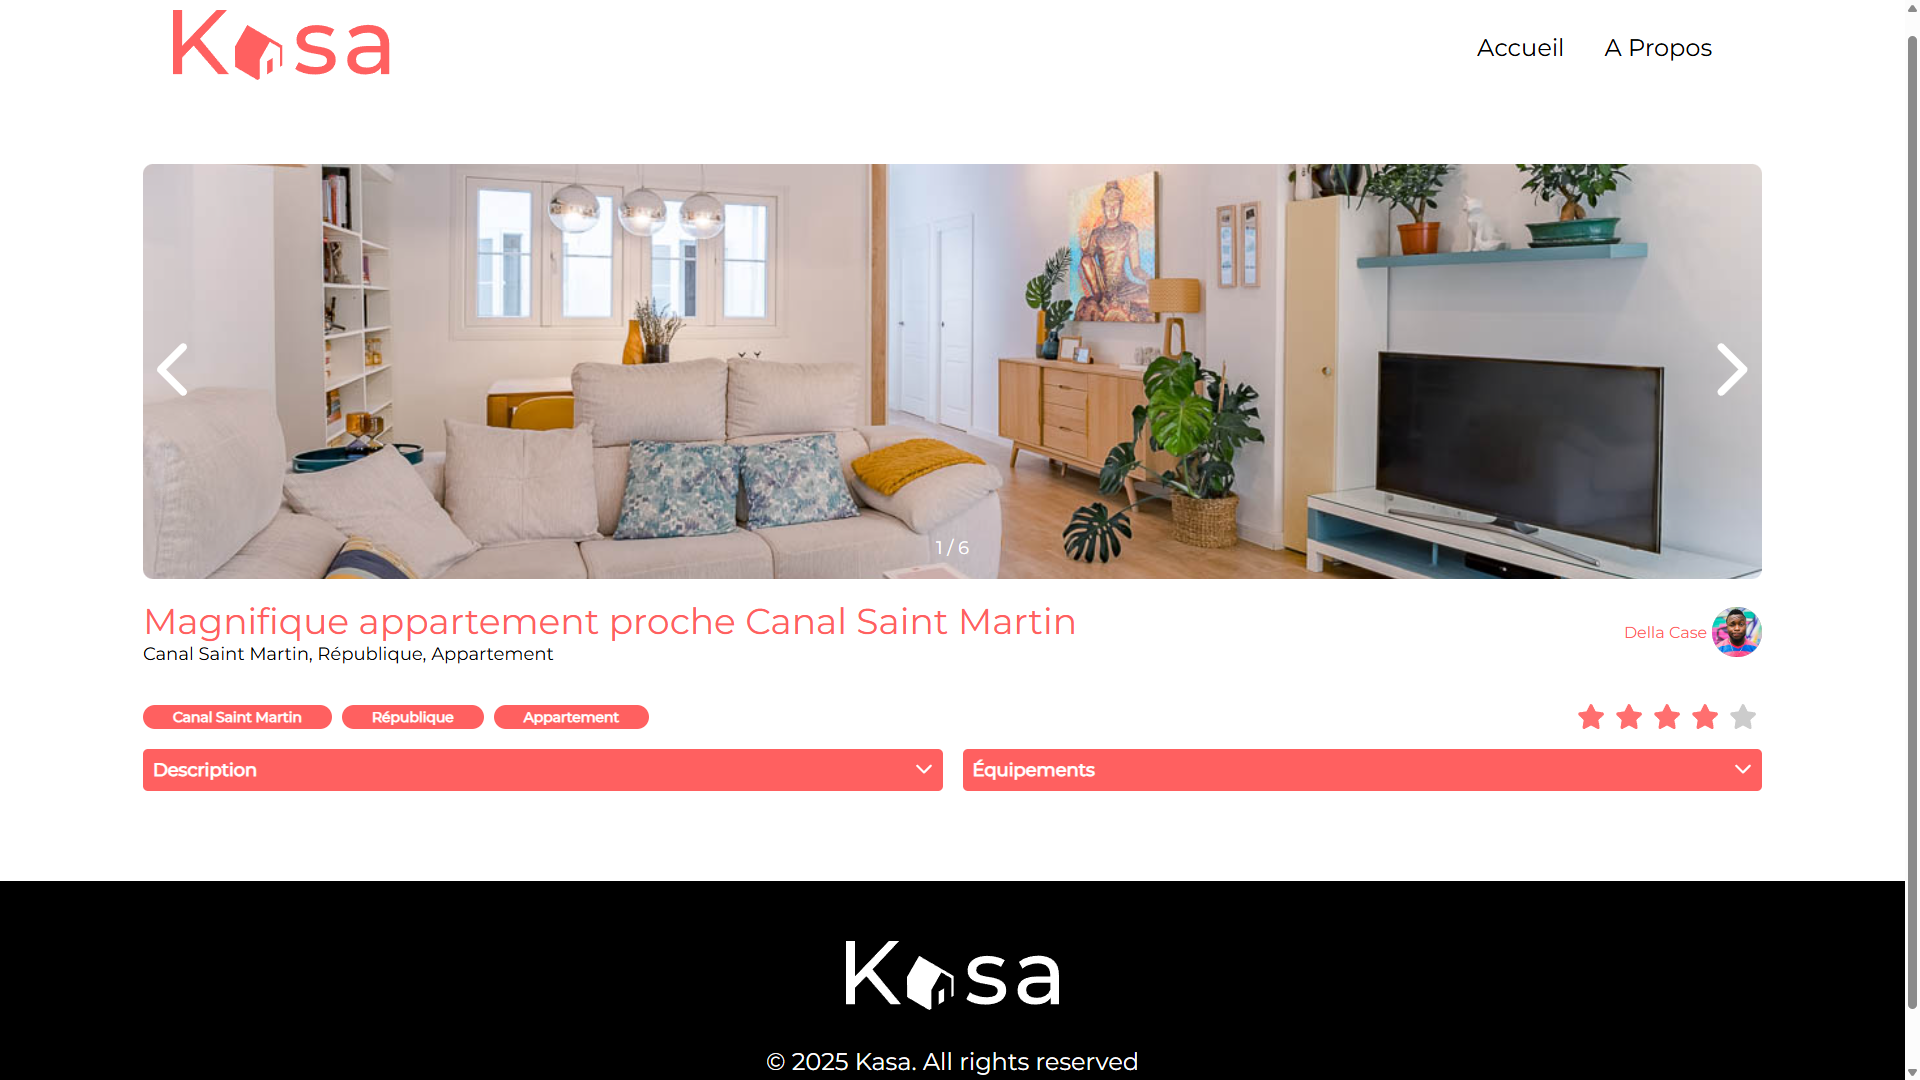 Kasa
Accueil
A Propos
1 / 6
Magnifique appartement proche Canal Saint Martin
Canal Saint Martin, République, Appartement
Della Case
Canal Saint Martin
République
Appartement
Description
Équipements
Kasa
© 2025 Kasa. All rights reserved